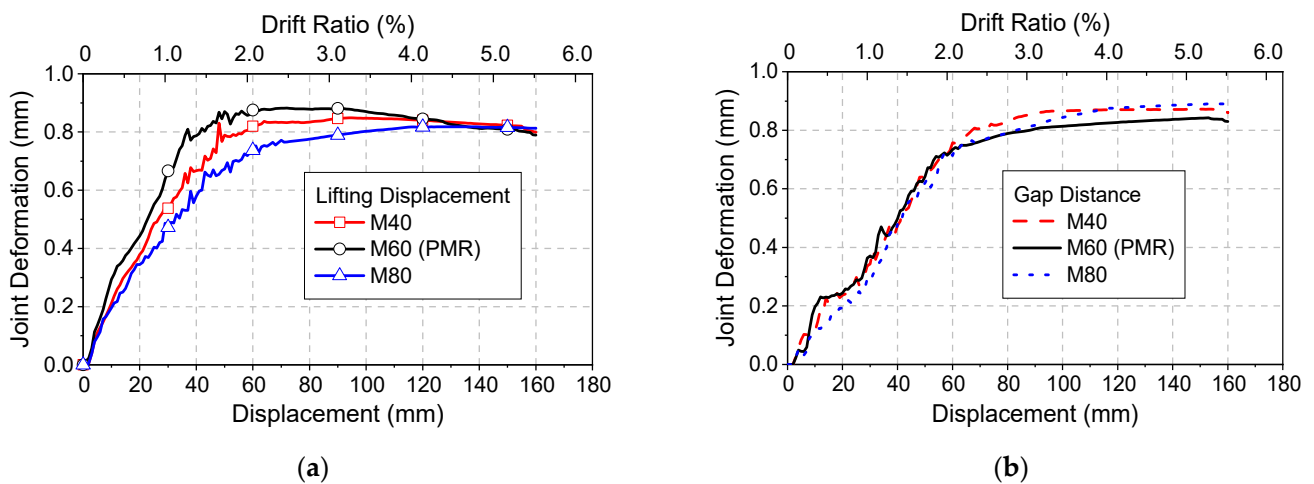 Drift Ratio (%)
0 1.0 2.0 3.0 4.0 5.0 6.0
1.0
0.8
0.6
0.4
0.2
0.0
Joint Deformation (mm)
Lifting Displacement
M40
M60 (PMR)
M80
0 20 40 60 80 100 120 140 160 180
Displacement (mm)
(a)
Drift Ratio (%)
0 1.0 2.0 3.0 4.0 5.0 6.0
1.0
0.8
0.6
0.4
0.2
0.0
Joint Deformation (mm)
Gap Distance
M40
M60 (PMR)
M80
0 20 40 60 80 100 120 140 160 180
Displacement (mm)
(b)